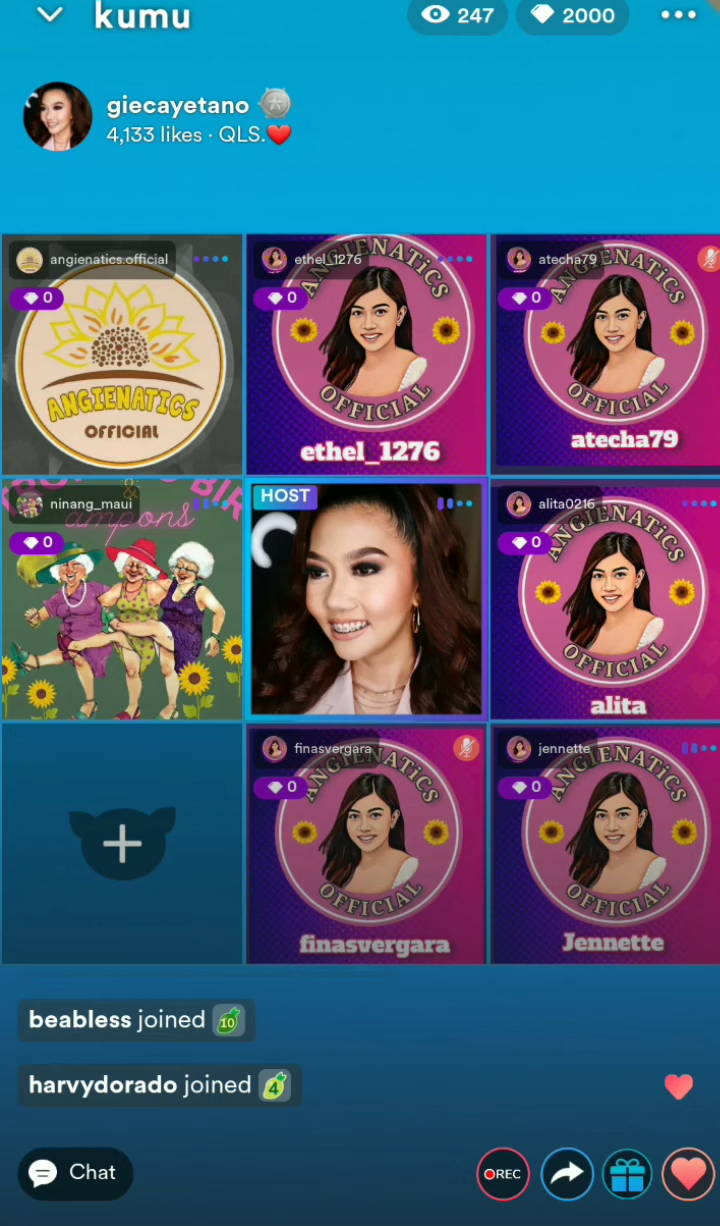 kumu
247
2000
giecayetano
4,133 likes · QLS.❤️
angienatics.official
0
ANGIENATICS
OFFICIAL
ethel_1276
0
ANGIENATiCS
OFFICIAL
ethel_1276
atecha79
0
ANGIENATiCS
OFFICIAL
atecha79
ninang_maui
0
BIR
ampons
HOST
alita0216
0
ANGIENATiCS
OFFICIAL
alita
finasvergara
0
ANGIENATiCS
OFFICIAL
finasvergara
jennette
0
ANGIENATiCS
OFFICIAL
Jennette
beabless joined 10
harvydorado joined 4
Chat
REC